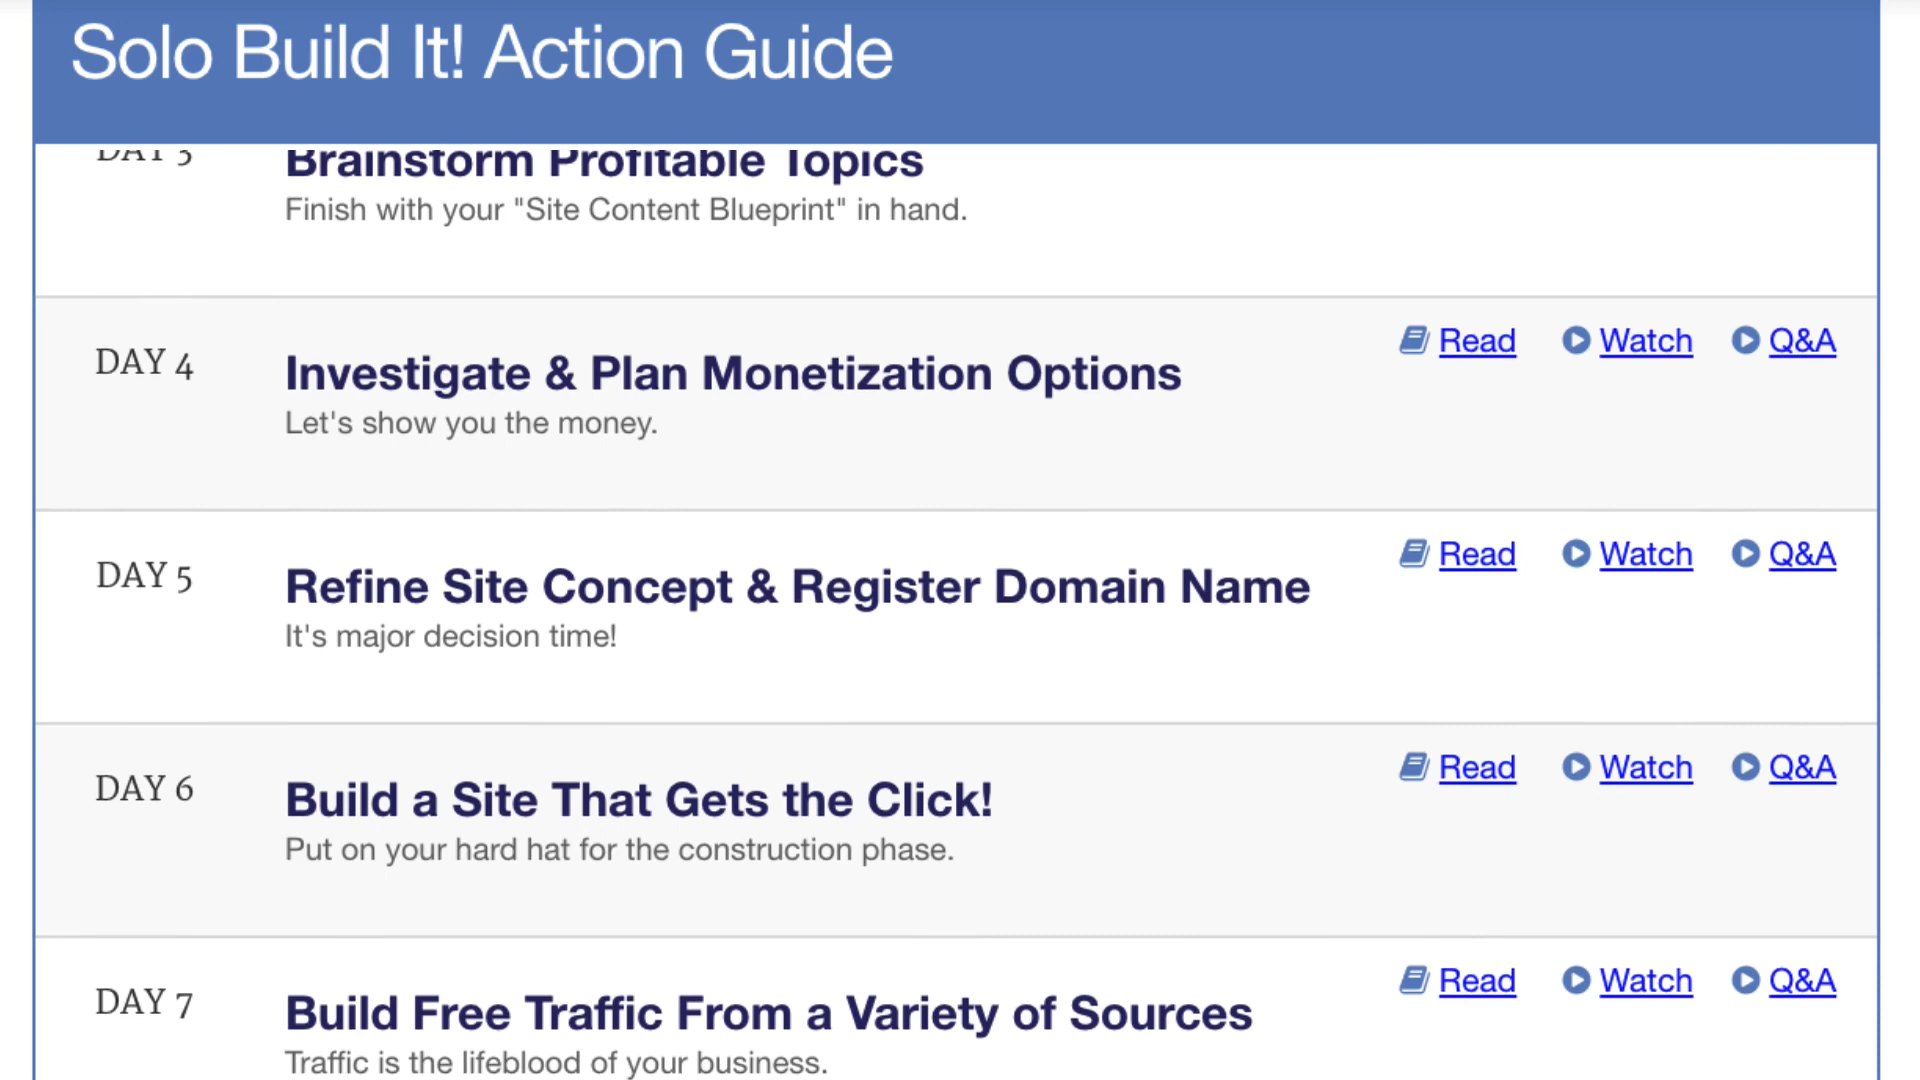 Solo Build It! Action Guide
DAY 3
Brainstorm Profitable Topics
Finish with your "Site Content Blueprint" in hand.
Read Watch Q&A
DAY 4
Investigate & Plan Monetization Options
Let's show you the money.
Read Watch Q&A
DAY 5
Refine Site Concept & Register Domain Name
It's major decision time!
Read Watch Q&A
DAY 6
Build a Site That Gets the Click!
Put on your hard hat for the construction phase.
Read Watch Q&A
DAY 7
Build Free Traffic From a Variety of Sources
Traffic is the lifeblood of your business.